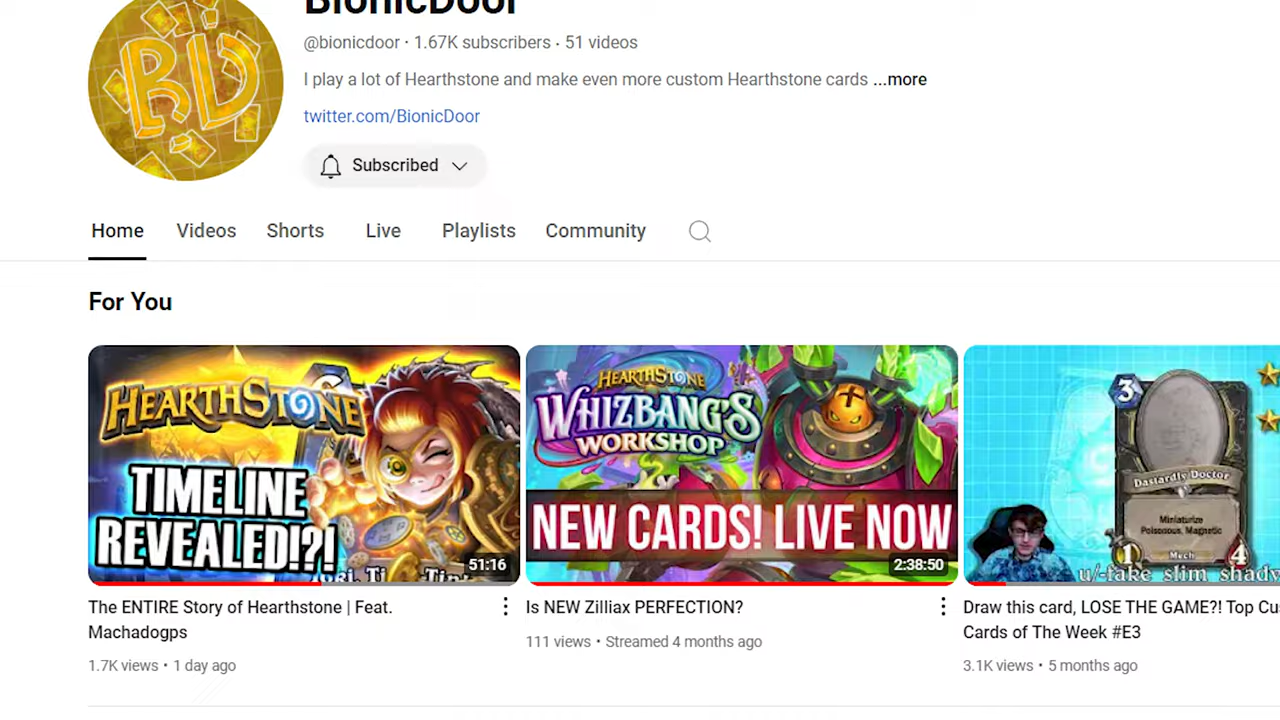 BionicDoor
BD
@bionicdoor · 1.67K subscribers · 51 videos
I play a lot of Hearthstone and make even more custom Hearthstone cards ...more
twitter.com/BionicDoor
Subscribed
Home Videos Shorts Live Playlists Community
For You
HEARTHSTONE
TIMELINE
REVEALED!?!
51:16
HEARTHSTONE
WHIZBANG'S
WORKSHOP
NEW CARDS! LIVE NOW
2:38:50
3
Dastardly Doctor
Miniaturize
Poisonous, Magnetic
1 Mech 4
The ENTIRE Story of Hearthstone | Feat.
Machadogps
1.7K views · 1 day ago
Is NEW Zilliax PERFECTION?
111 views · Streamed 4 months ago
Draw this card, LOSE THE GAME?! Top
Cards of The Week #E3
3.1K views · 5 months ago